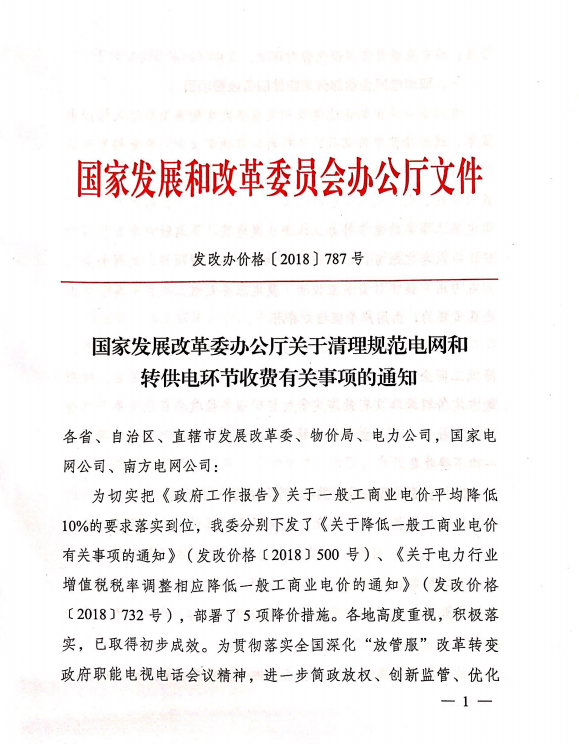 国家发展和改革委员会办公厅文件
发改办价格〔2018〕787号
国家发展改革委办公厅关于清理规范电网和
转供电环节收费有关事项的通知
各省、自治区、直辖市发展改革委、物价局、电力公司，国家电
网公司、南方电网公司：
为切实把《政府工作报告》关于一般工商业电价平均降低
10%的要求落实到位，我委分别下发了《关于降低一般工商业电价
有关事项的通知》（发改价格〔2018〕500 号）、《关于电力行业
增值税税率调整相应降低一般工商业电价的通知》（发改价格
〔2018〕732 号），部署了 5 项降价措施。各地高度重视，积极落
实，已取得初步成效。为贯彻落实全国深化“放管服”改革转变
政府职能电视电话会议精神，进一步简政放权、创新监管、优化
— 1 —